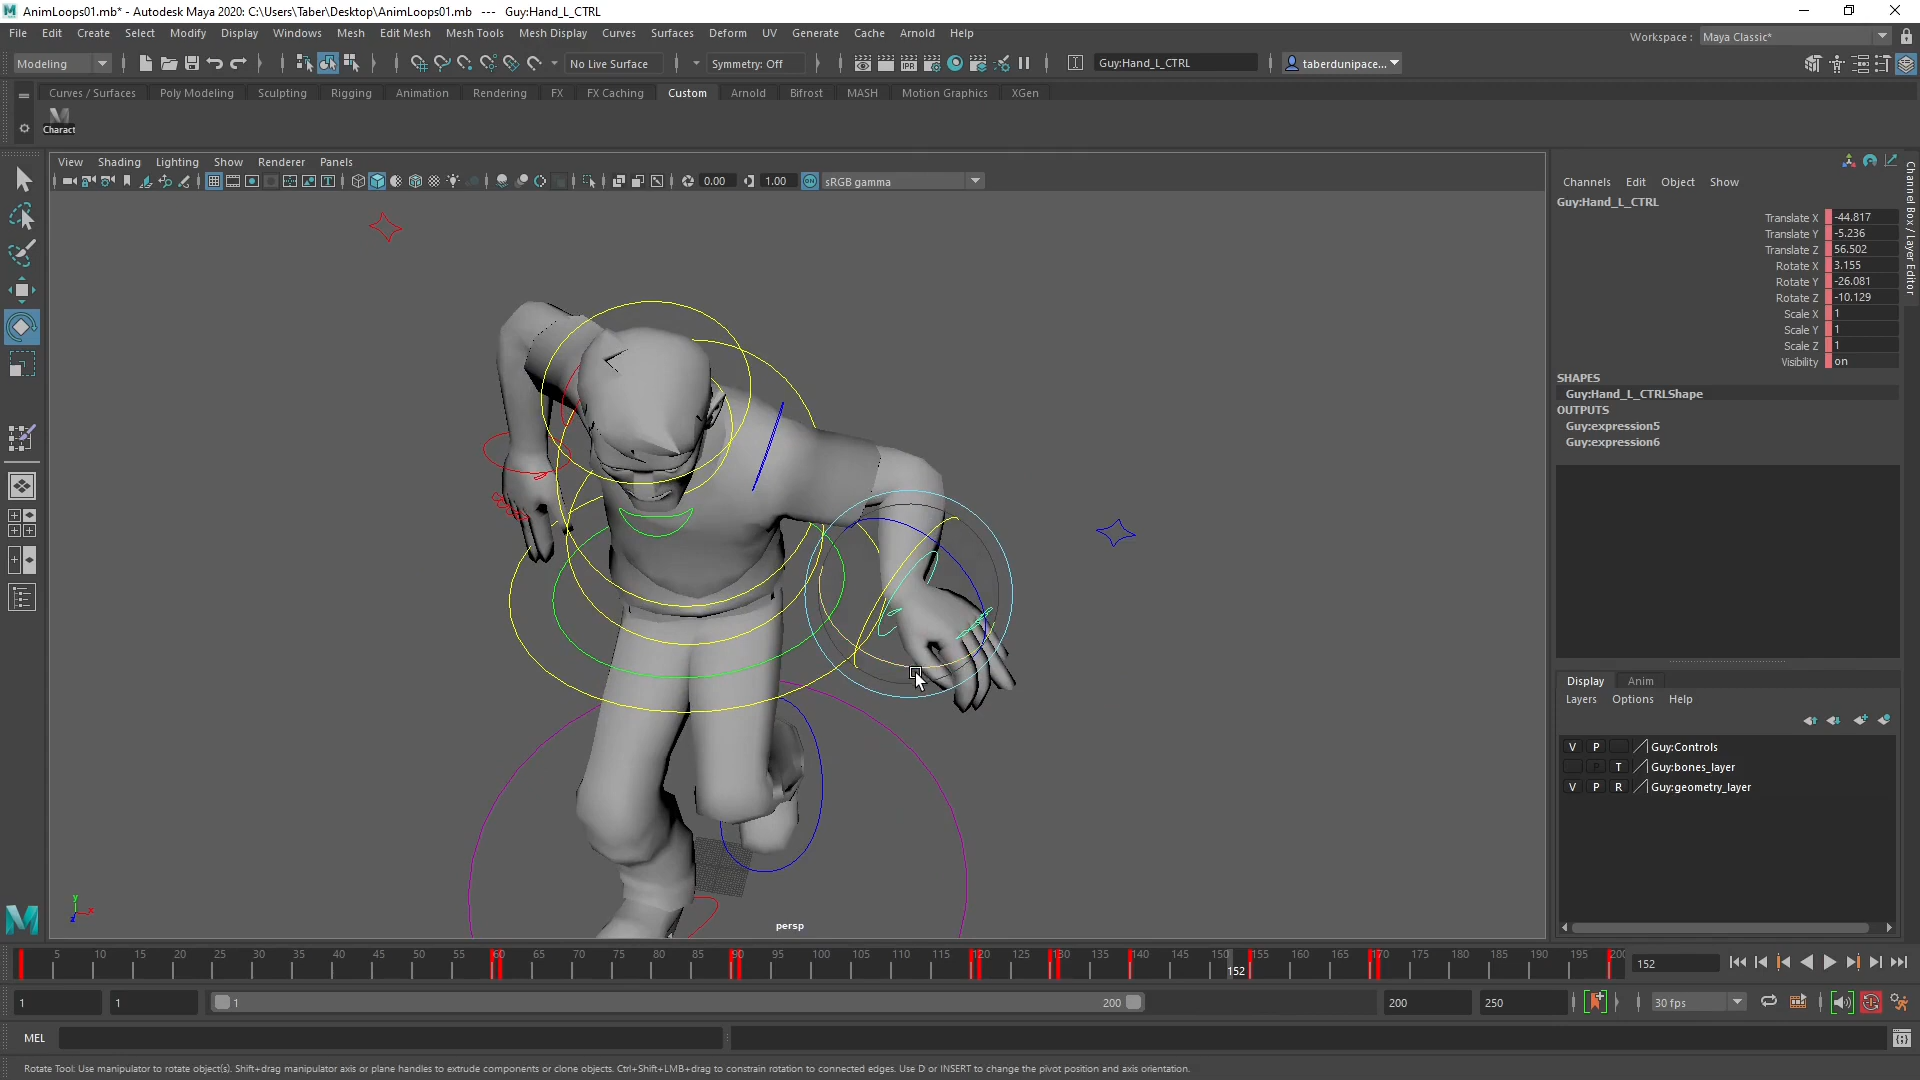 AnimLoops01.mb* - Autodesk Maya 2020: C:\Users\Taber\Desktop\AnimLoops01.mb --- Guy:Hand_L_CTRL
File Edit Create Select Modify Display Windows Mesh Edit Mesh Mesh Tools Mesh Display Curves Surfaces Deform UV Generate Cache Arnold Help
Workspace : Maya Classic*
Modeling No Live Surface Symmetry: Off Guy:Hand_L_CTRL taberdunipace...
Curves / Surfaces Poly Modeling Sculpting Rigging Animation Rendering FX FX Caching Custom Arnold Bifrost MASH Motion Graphics XGen
Charact
View Shading Lighting Show Renderer Panels
0.00 1.00 ON sRGB gamma
Channels Edit Object Show
Channel Box / Layer Editor
Guy:Hand_L_CTRL
Translate X -44.817
Translate Y -5.236
Translate Z 56.502
Rotate X 3.155
Rotate Y -26.081
Rotate Z -10.129
Scale X 1
Scale Y 1
Scale Z 1
Visibility on
SHAPES
Guy:Hand_L_CTRLShape
OUTPUTS
Guy:expression5
Guy:expression6
Display Anim
Layers Options Help
V P Guy:Controls
P T Guy:bones_layer
V P R Guy:geometry_layer
y x z
persp
5 10 15 20 25 30 35 40 45 50 55 60 65 70 75 80 85 90 95 100 105 110 115 120 125 130 135 140 145 150 155 160 165 170 175 180 185 190 195 200
152
152
1 1 1 200 200 250 30 fps
MEL
Rotate Tool: Use manipulator to rotate object(s). Shift+drag manipulator axis or plane handles to extrude components or clone objects. Ctrl+Shift+LMB+drag to constrain rotation to connected edges. Use D or INSERT to change the pivot position and axis orientation.